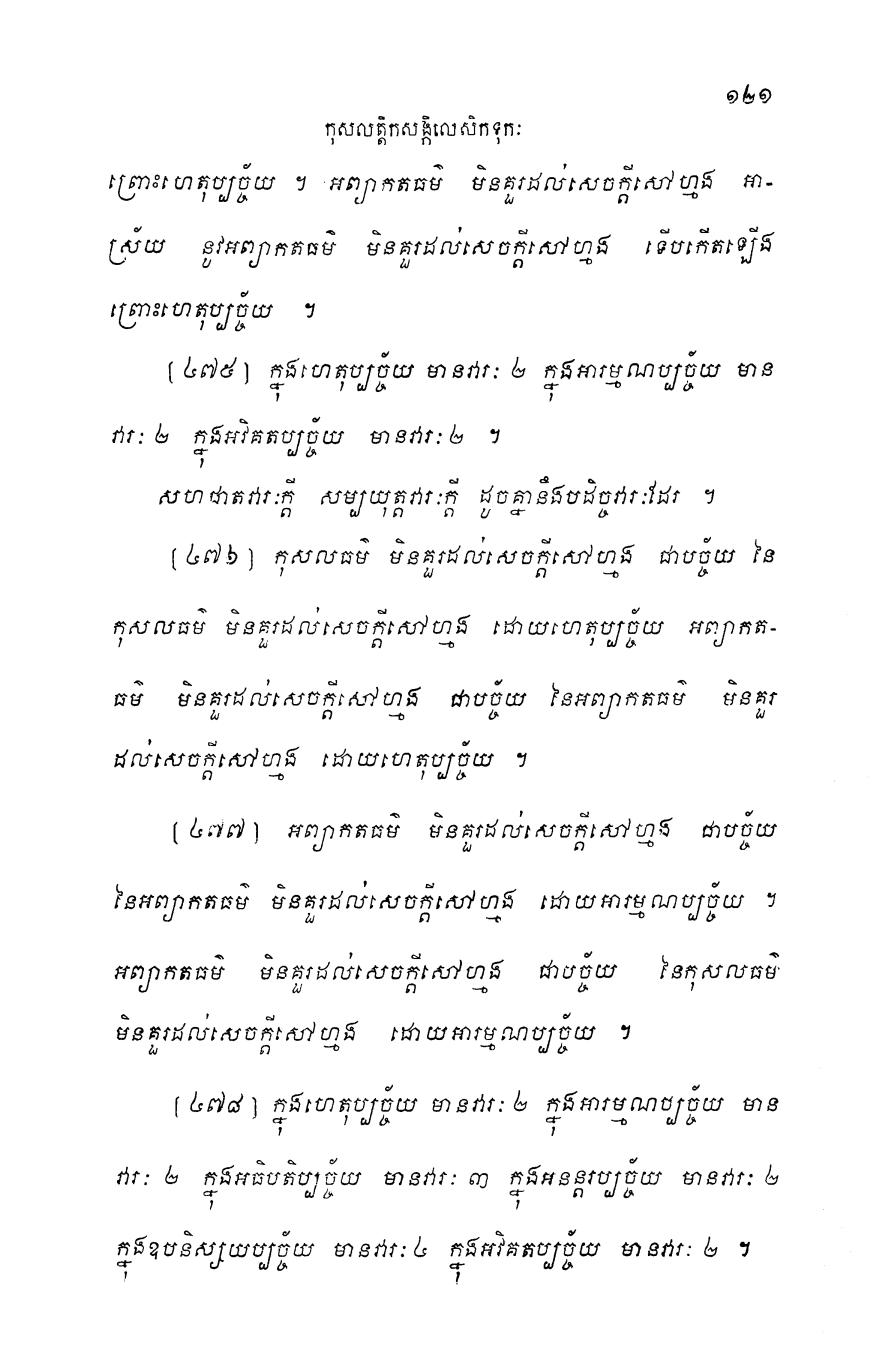 ១២១
កុសលត្តិកសង្កិលេសិកទុកៈ
ព្រោះហេតុប្បច្ច័យ ។ អព្យាកតធម៌ មិនគួរដល់សេចក្តីសៅហ្មង អា-
ស្រ័យ នូវអព្យាកតធម៌ មិនគួរដល់សេចក្តីសៅហ្មង ទើបកើតឡើង
ព្រោះហេតុប្បច្ច័យ ។
[៤៧៥] ក្នុងហេតុប្បច្ច័យ មានវារៈ ២ ក្នុងអារម្មណប្បច្ច័យ មាន
វារៈ ២ ក្នុងអវិគតប្បច្ច័យ មានវារៈ ២ ។
សហជាតវារៈក្តី សម្បយុត្តវារៈក្តី ដូចគ្នានឹងបដិច្ចវារៈដែរ ។
[៤៧៦] កុសលធម៌ មិនគួរដល់សេចក្តីសៅហ្មង ជាបច្ច័យ នៃ
កុសលធម៌ មិនគួរដល់សេចក្តីសៅហ្មង ដោយហេតុប្បច្ច័យ អព្យាកត-
ធម៌ មិនគួរដល់សេចក្តីសៅហ្មង ជាបច្ច័យ នៃអព្យាកតធម៌ មិនគួរ
ដល់សេចក្តីសៅហ្មង ដោយហេតុប្បច្ច័យ ។
[៤៧៧] អព្យាកតធម៌ មិនគួរដល់សេចក្តីសៅហ្មង ជាបច្ច័យ
នៃអព្យាកតធម៌ មិនគួរដល់សេចក្តីសៅហ្មង ដោយអារម្មណប្បច្ច័យ ។
អព្យាកតធម៌ មិនគួរដល់សេចក្តីសៅហ្មង ជាបច្ច័យ នៃកុសលធម៌
មិនគួរដល់សេចក្តីសៅហ្មង ដោយអារម្មណប្បច្ច័យ ។
[៤៧៨] ក្នុងហេតុប្បច្ច័យ មានវារៈ ២ ក្នុងអារម្មណប្បច្ច័យ មាន
វារៈ ២ ក្នុងអធិបតិប្បច្ច័យ មានវារៈ ៣ ក្នុងអនន្តរប្បច្ច័យ មានវារៈ ២
ក្នុងឧបនិស្សយប្បច្ច័យ មានវារៈ ៤ ក្នុងអវិគតប្បច្ច័យ មានវារៈ ២ ។